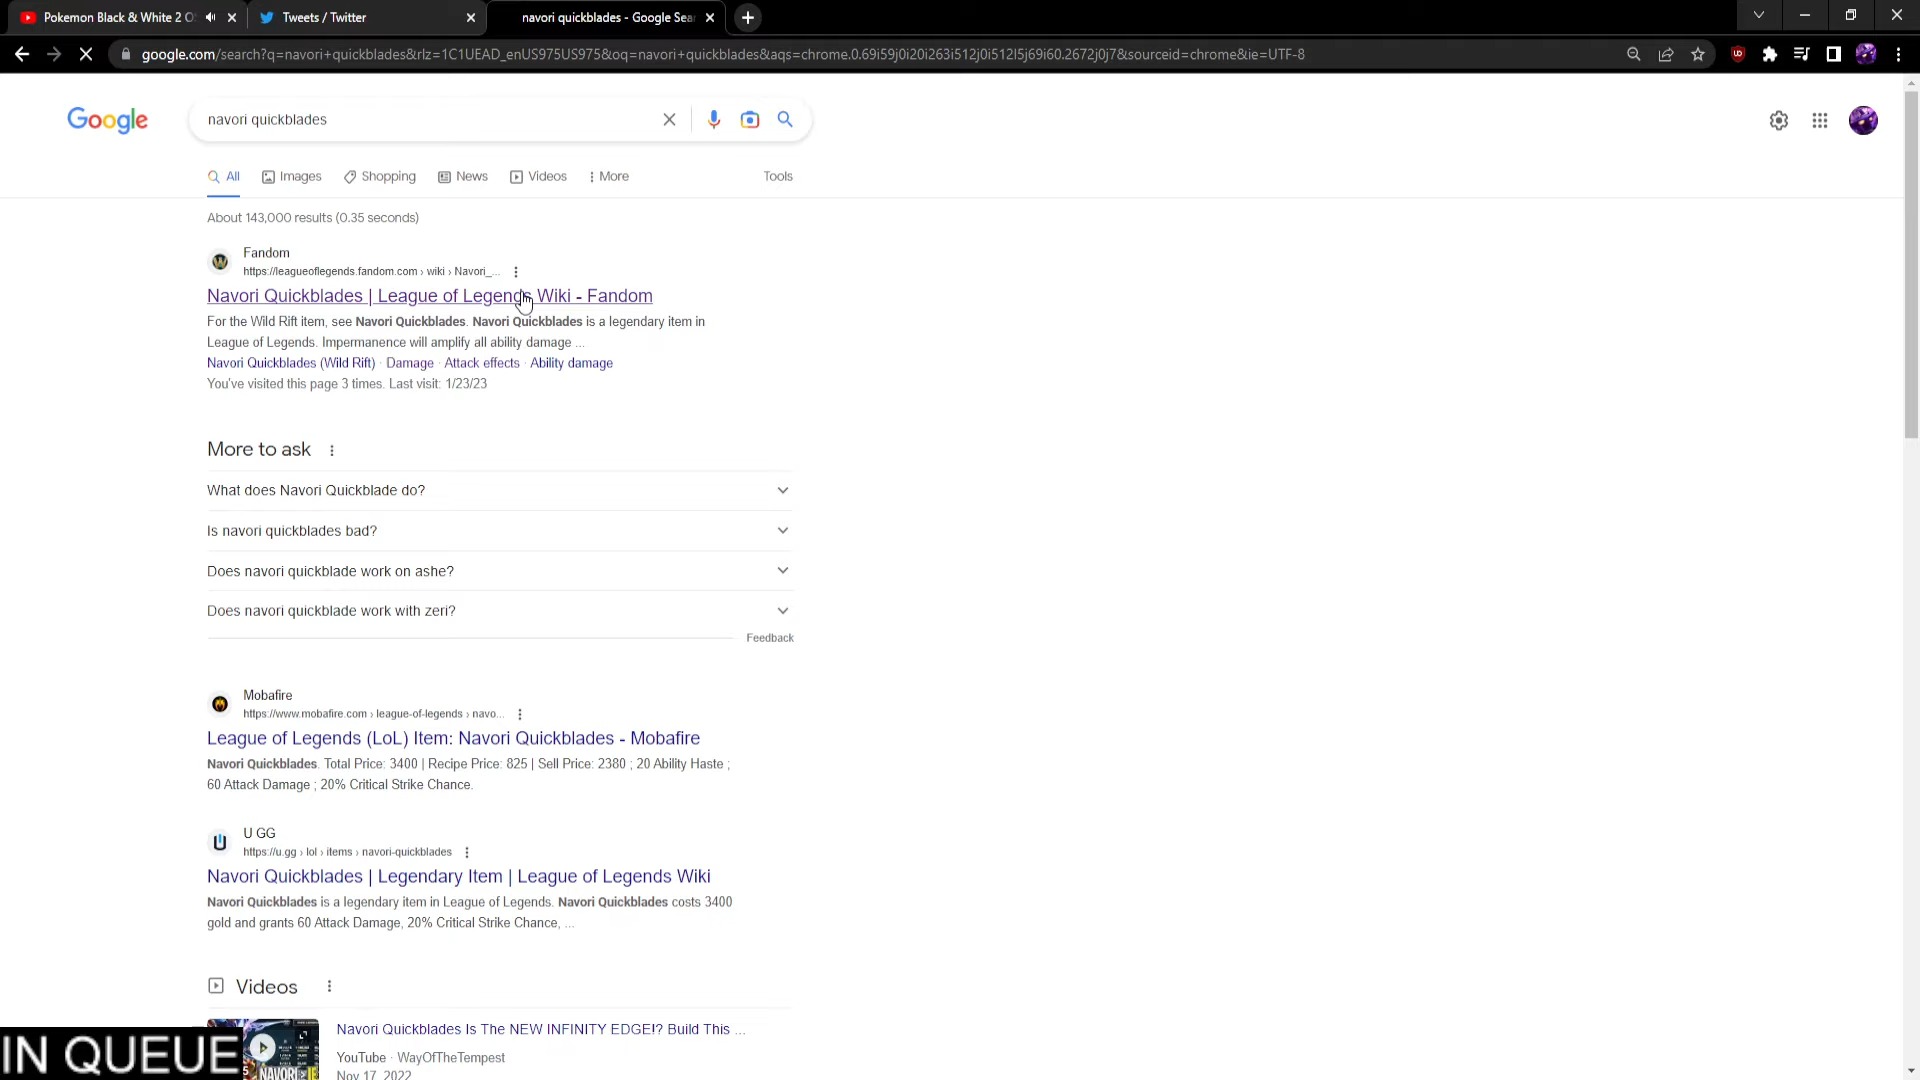 Pokemon Black & White 2 O
Tweets / Twitter
navori quickblades - Google Sea
google.com/search?q=navori+quickblades&rlz=1C1UEAD_enUS975US975&oq=navori+quickblades&aqs=chrome.0.69i59j0i20i263i512j0i512l5j69i60.2672j0j7&sourceid=chrome&ie=UTF-8
Google
navori quickblades
All
Images
Shopping
News
Videos
More
Tools
About 143,000 results (0.35 seconds)
Fandom
https://leagueoflegends.fandom.com › wiki › Navori_...
Navori Quickblades | League of Legends Wiki - Fandom
For the Wild Rift item, see Navori Quickblades. Navori Quickblades is a legendary item in
League of Legends. Impermanence will amplify all ability damage ...
Navori Quickblades (Wild Rift) · Damage · Attack effects · Ability damage
You've visited this page 3 times. Last visit: 1/23/23
More to ask
What does Navori Quickblade do?
Is navori quickblades bad?
Does navori quickblade work on ashe?
Does navori quickblade work with zeri?
Feedback
Mobafire
https://www.mobafire.com › league-of-legends › navo...
League of Legends (LoL) Item: Navori Quickblades - Mobafire
Navori Quickblades. Total Price: 3400 | Recipe Price: 825 | Sell Price: 2380 ; 20 Ability Haste ;
60 Attack Damage ; 20% Critical Strike Chance.
U GG
https://u.gg › lol › items › navori-quickblades
Navori Quickblades | Legendary Item | League of Legends Wiki
Navori Quickblades is a legendary item in League of Legends. Navori Quickblades costs 3400
gold and grants 60 Attack Damage, 20% Critical Strike Chance, ...
Videos
Navori Quickblades Is The NEW INFINITY EDGE!? Build This ...
YouTube · WayOfTheTempest
Nov 17, 2022
NAVORI
IN QUEUE